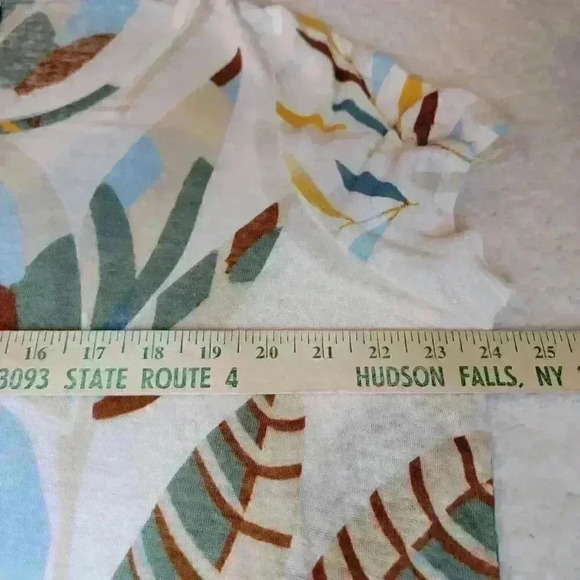 16 17 18 19 20 21 22 23 24 25
3093 STATE ROUTE 4 HUDSON FALLS, NY